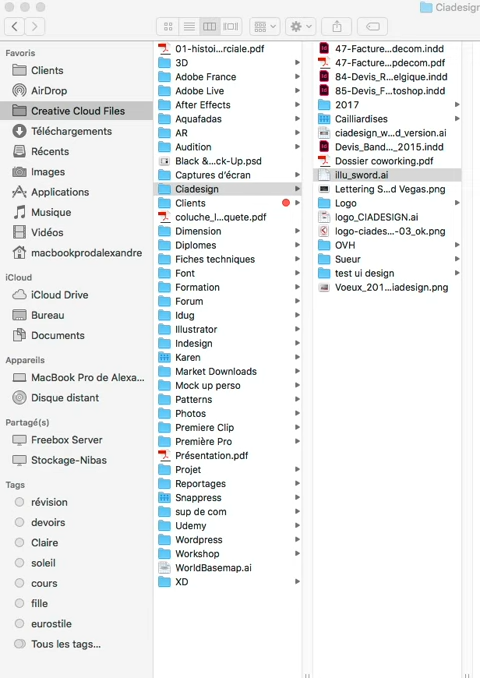 Ciadesign
Favoris
Clients
AirDrop
Creative Cloud Files
Téléchargements
Récents
Images
Applications
Musique
Vidéos
macbookprodalexandre
iCloud
iCloud Drive
Bureau
Documents
Appareils
MacBook Pro de Alexa...
Disque distant
Partagé(s)
Freebox Server
Stockage-Nibas
Tags
révision
devoirs
Claire
soleil
cours
fille
eurostile
Tous les tags...
01-histoi...rciale.pdf
3D
Adobe France
Adobe Live
After Effects
Aquafadas
AR
Audition
Black &...ck-Up.psd
Captures d'écran
Ciadesign
Clients
coluche_l...quete.pdf
Dimension
Diplomes
Fiches techniques
Font
Formation
Forum
Idug
Illustrator
Indesign
Karen
Market Downloads
Mock up perso
Patterns
Photos
Premiere Clip
Première Pro
Présentation.pdf
Projet
Reportages
Snappress
sup de com
Udemy
Wordpress
Workshop
WorldBasemap.ai
XD
47-Facture...decom.indd
47-Facture...pdecom.pdf
84-Devis_R...elgique.indd
85-Devis_F...toshop.indd
2017
Cailliardises
ciadesign_w...d_version.ai
Devis_Band..._2015.indd
Dossier coworking.pdf
illu_sword.ai
Lettering S...d Vegas.png
Logo
logo_CIADESIGN.ai
logo-ciades...-03_ok.png
OVH
Sueur
test ui design
Voeux_201...iadesign.png